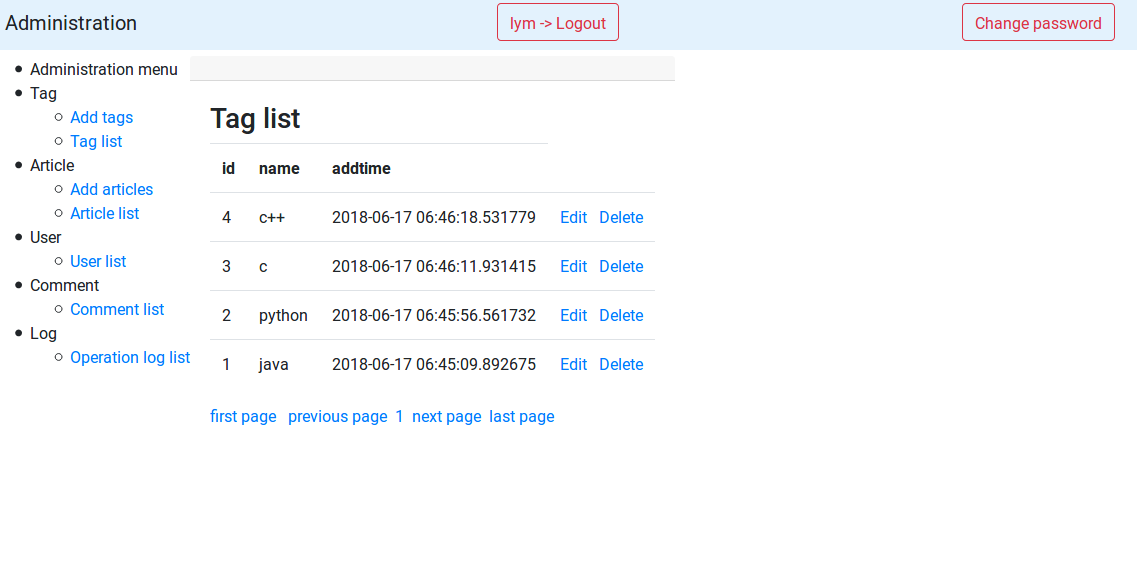 Administration
lym -> Logout
Change password
Administration menu
Tag
Add tags
Tag list
Article
Add articles
Article list
User
User list
Comment
Comment list
Log
Operation log list
Tag list
id name addtime
4 c++ 2018-06-17 06:46:18.531779 Edit Delete
3 c 2018-06-17 06:46:11.931415 Edit Delete
2 python 2018-06-17 06:45:56.561732 Edit Delete
1 java 2018-06-17 06:45:09.892675 Edit Delete
first page previous page 1 next page last page